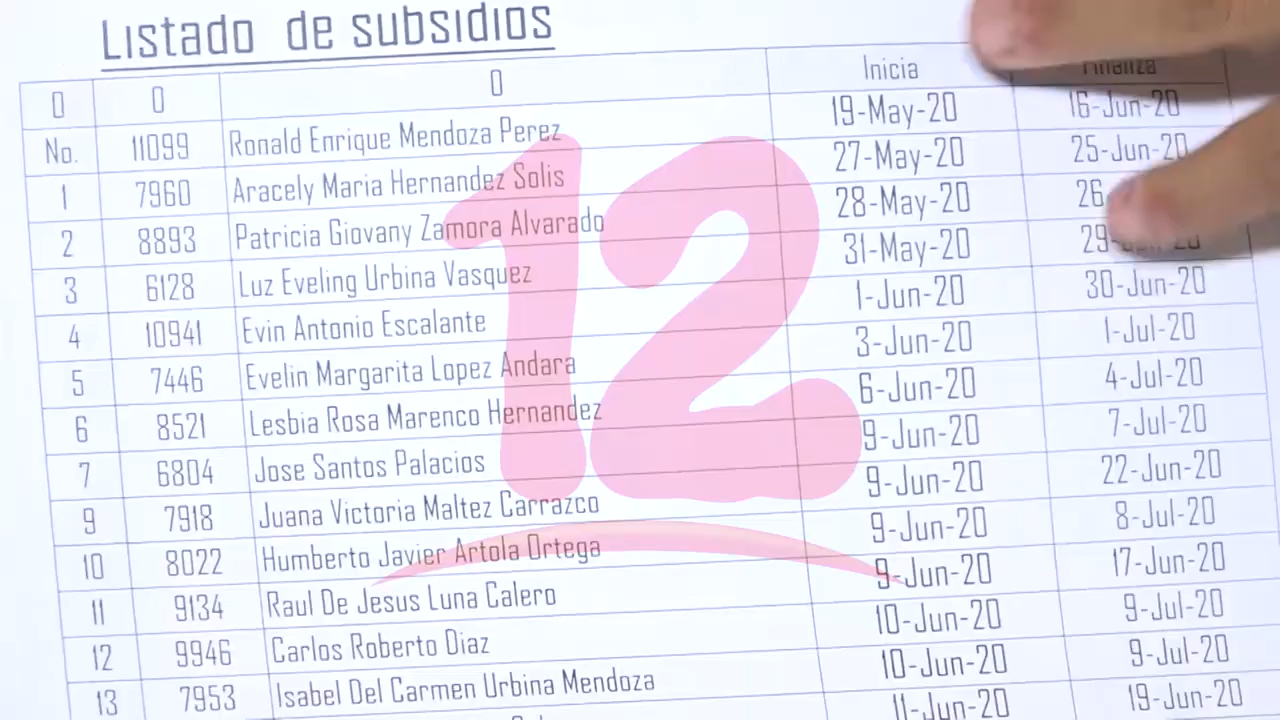 Listado de subsidios
0 0 0 Inicia Finaliza
No. 11099 Ronald Enrique Mendoza Perez 19-May-20 16-Jun-20
1 7960 Aracely Maria Hernandez Solis 27-May-20 25-Jun-20
2 8893 Patricia Giovany Zamora Alvarado 28-May-20 26
3 6128 Luz Eveling Urbina Vasquez 31-May-20 29-
4 10941 Evin Antonio Escalante 1-Jun-20 30-Jun-20
5 7446 Evelin Margarita Lopez Andara 3-Jun-20 1-Jul-20
6 8521 Lesbia Rosa Marenco Hernandez 6-Jun-20 4-Jul-20
7 6804 Jose Santos Palacios 9-Jun-20 7-Jul-20
9 7918 Juana Victoria Maltez Carrazco 9-Jun-20 22-Jun-20
10 8022 Humberto Javier Artola Ortega 9-Jun-20 8-Jul-20
11 9134 Raul De Jesus Luna Calero 9-Jun-20 17-Jun-20
12 9946 Carlos Roberto Diaz 10-Jun-20 9-Jul-20
13 7953 Isabel Del Carmen Urbina Mendoza 10-Jun-20 9-Jul-20
11-Jun-20 19-Jun-20
12